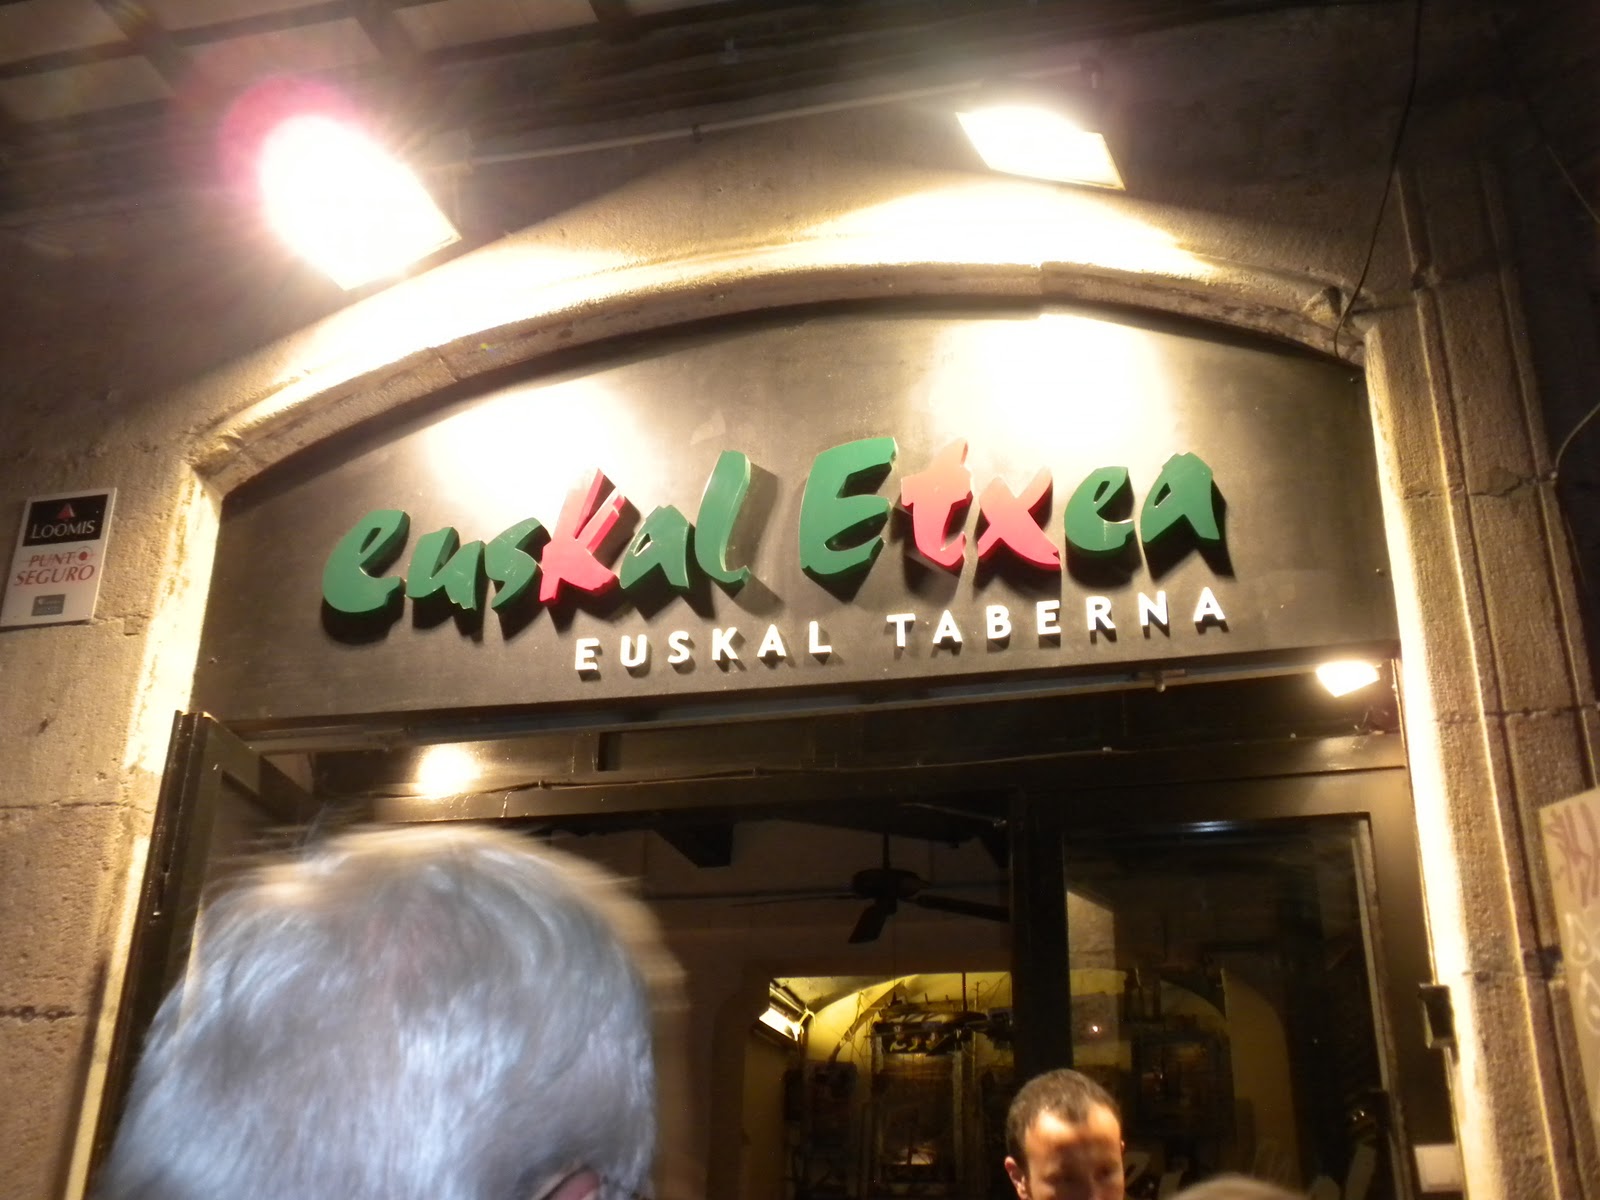 euskal Etxea
EUSKAL TABERNA
LOOMIS
PUNTO
SEGURO